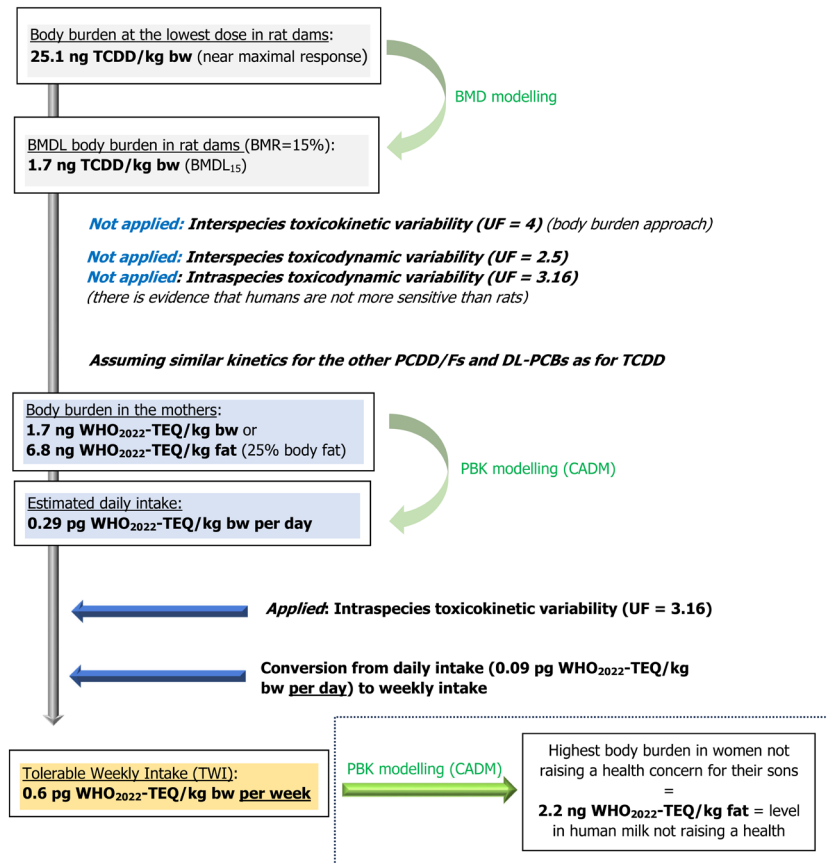 Body burden at the lowest dose in rat dams:
25.1 ng TCDD/kg bw (near maximal response)
BMD modelling
BMDL body burden in rat dams (BMR=15%):
1.7 ng TCDD/kg bw (BMDL₁₅)
Not applied: Interspecies toxicokinetic variability (UF = 4) (body burden approach)
Not applied: Interspecies toxicodynamic variability (UF = 2.5)
Not applied: Intraspecies toxicodynamic variability (UF = 3.16)
(there is evidence that humans are not more sensitive than rats)
Assuming similar kinetics for the other PCDD/Fs and DL-PCBs as for TCDD
Body burden in the mothers:
1.7 ng WHO₂₀₂₂-TEQ/kg bw or
6.8 ng WHO₂₀₂₂-TEQ/kg fat (25% body fat)
PBK modelling (CADM)
Estimated daily intake:
0.29 pg WHO₂₀₂₂-TEQ/kg bw per day
Applied: Intraspecies toxicokinetic variability (UF = 3.16)
Conversion from daily intake (0.09 pg WHO₂₀₂₂-TEQ/kg
bw per day) to weekly intake
Tolerable Weekly Intake (TWI):
0.6 pg WHO₂₀₂₂-TEQ/kg bw per week
PBK modelling (CADM)
Highest body burden in women not
raising a health concern for their sons
=
2.2 ng WHO₂₀₂₂-TEQ/kg fat = level
in human milk not raising a health